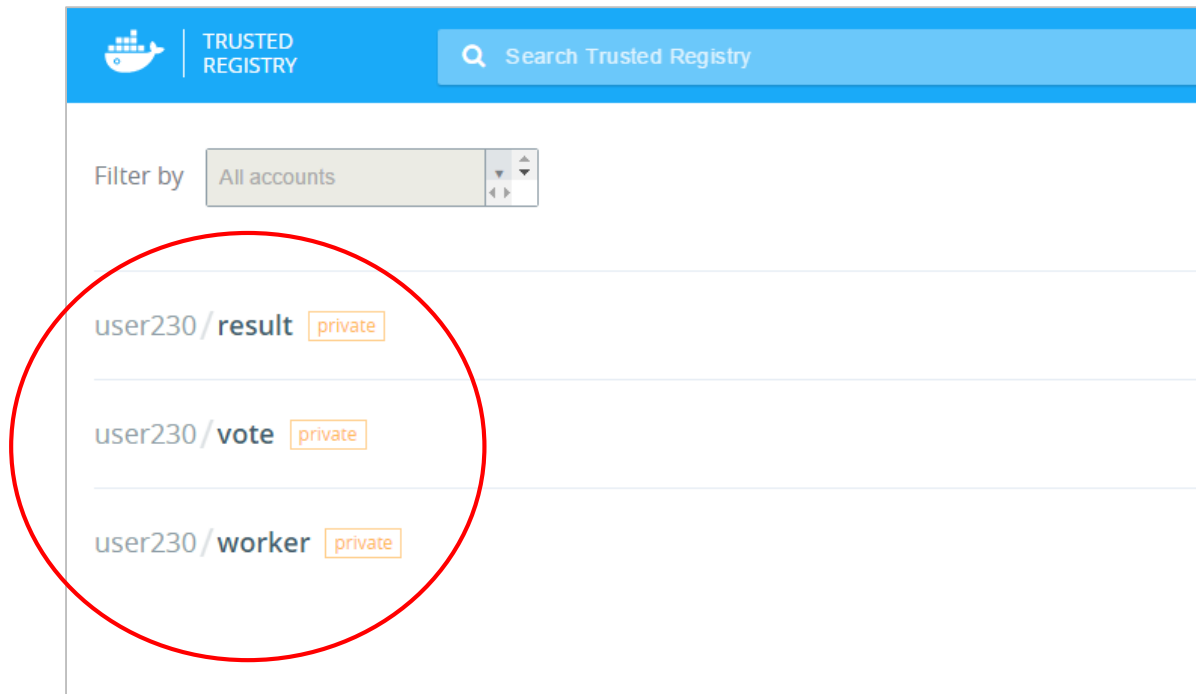 TRUSTED
REGISTRY
Search Trusted Registry
Filter by All accounts
user230/result private
user230/vote private
user230/worker private